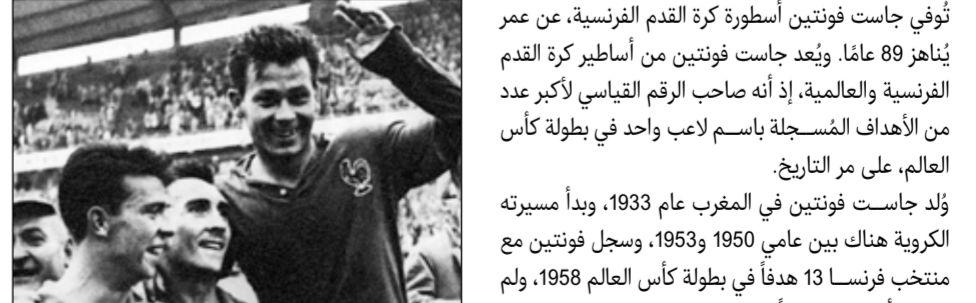 تُوفي جاست فونتين أسطورة كرة القدم الفرنسية، عن عمر
يُناهز 89 عامًا. ويُعد جاست فونتين من أساطير كرة القدم
الفرنسية والعالمية، إذ أنه صاحب الرقم القياسي لأكبر عدد
من الأهداف المُسـجلة باسـم لاعب واحد في بطولة كأس
العالم، على مر التاريخ.
وُلد جاسـت فونتين في المغرب عام 1933، وبدأ مسيرته
الكروية هناك بين عامي 1950 و1953، وسجل فونتين مع
منتخب فرنسـا 13 هدفاً في بطولة كأس العالم 1958، ولم